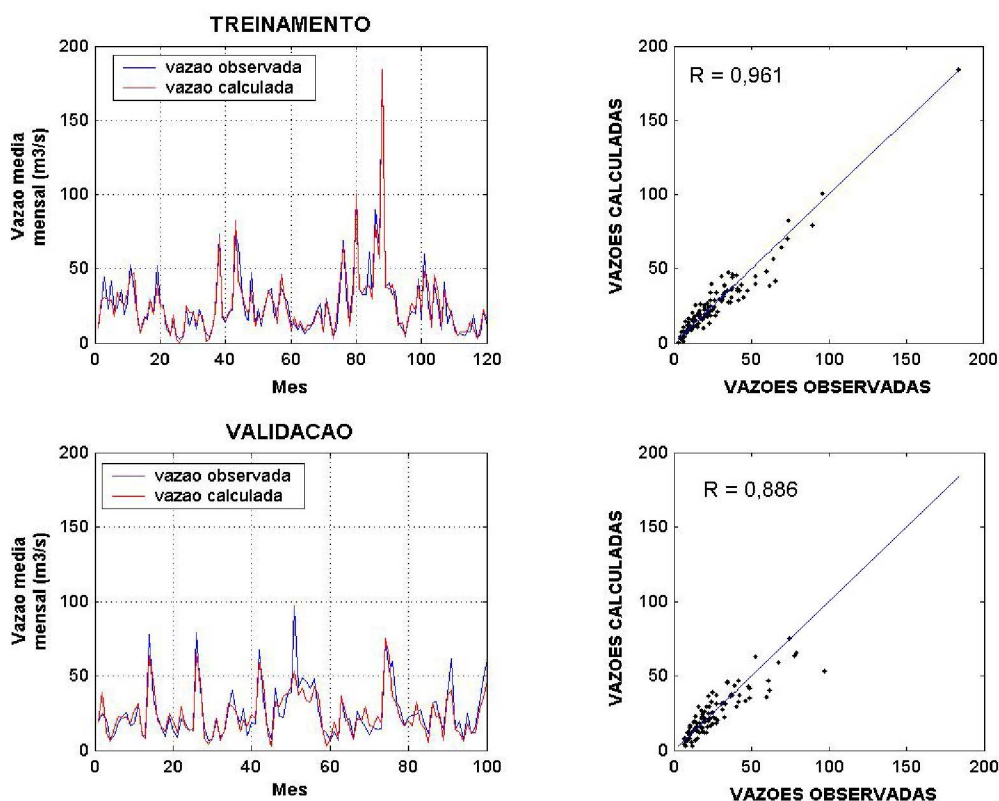 TREINAMENTO
200
150
100
50
0
vazao observada
vazao calculada
Vazao media
mensal (m3/s)
0 20 40 60 80 100 120
Mes
200
150
100
50
0
R = 0,961
VAZOES CALCULADAS
0 50 100 150 200
VAZOES OBSERVADAS
VALIDACAO
200
150
100
50
0
vazao observada
vazao calculada
Vazao media
mensal (m3/s)
0 20 40 60 80 100
Mes
200
150
100
50
0
R = 0,886
VAZOES CALCULADAS
0 50 100 150 200
VAZOES OBSERVADAS